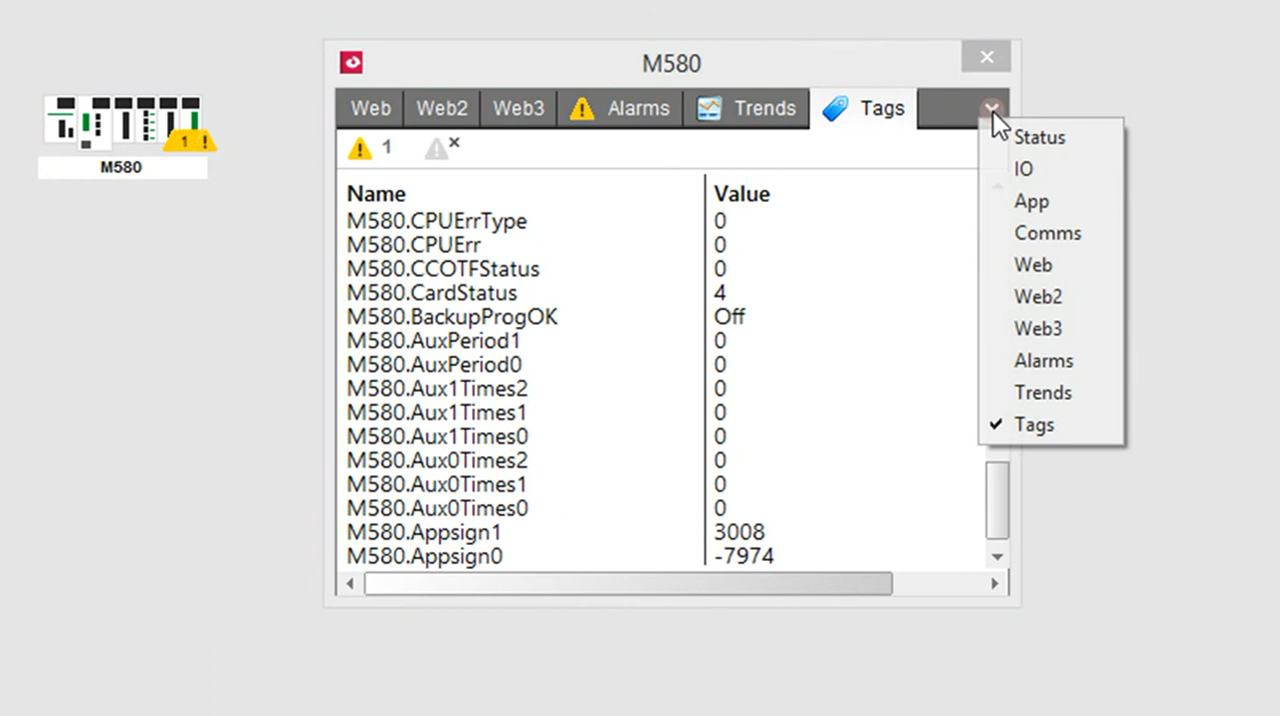 M580
Web Web2 Web3 Alarms Trends Tags
1
1 !
M580
Name Value
M580.CPUErrType 0
M580.CPUErr 0
M580.CCOTFStatus 0
M580.CardStatus 4
M580.BackupProgOK Off
M580.AuxPeriod1 0
M580.AuxPeriod0 0
M580.Aux1Times2 0
M580.Aux1Times1 0
M580.Aux1Times0 0
M580.Aux0Times2 0
M580.Aux0Times1 0
M580.Aux0Times0 0
M580.Appsign1 3008
M580.Appsign0 -7974
Status
IO
App
Comms
Web
Web2
Web3
Alarms
Trends
Tags